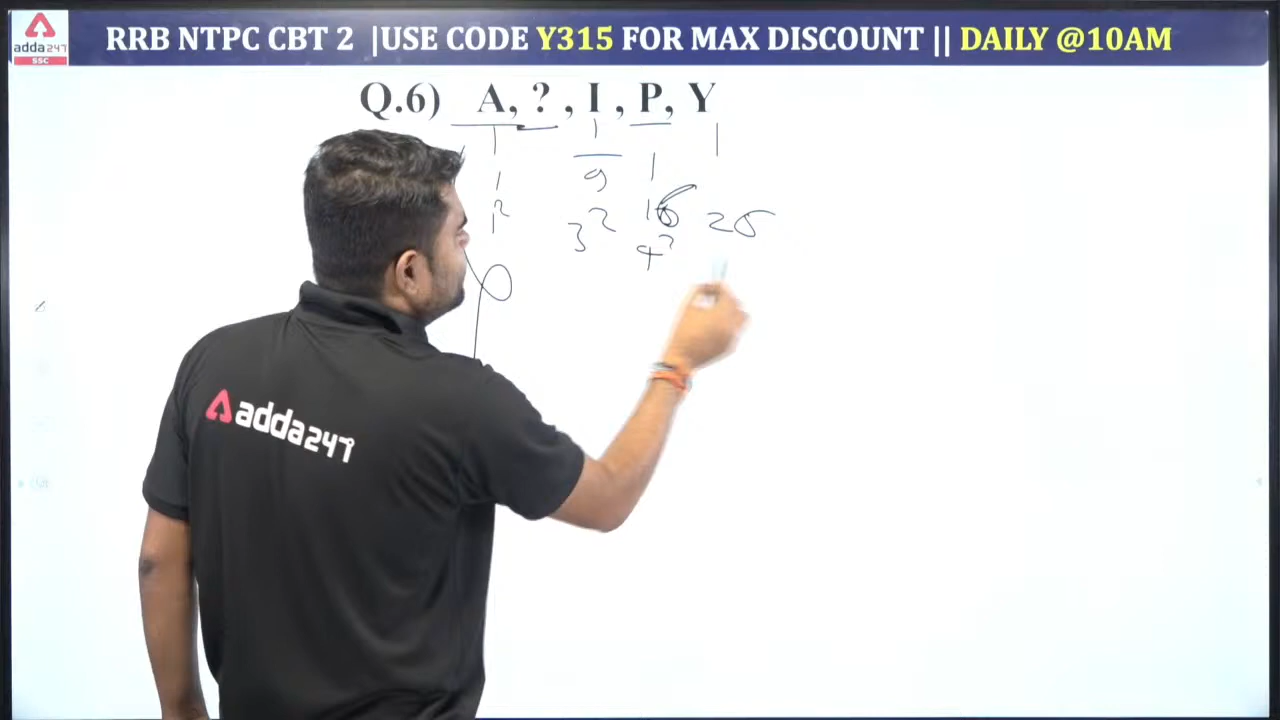 adda247
SSC
RRB NTPC CBT 2 |USE CODE Y315 FOR MAX DISCOUNT || DAILY @10AM
Q.6) A, ? , I , P, Y
1 9 16 25
1² 3² 4²
adda247